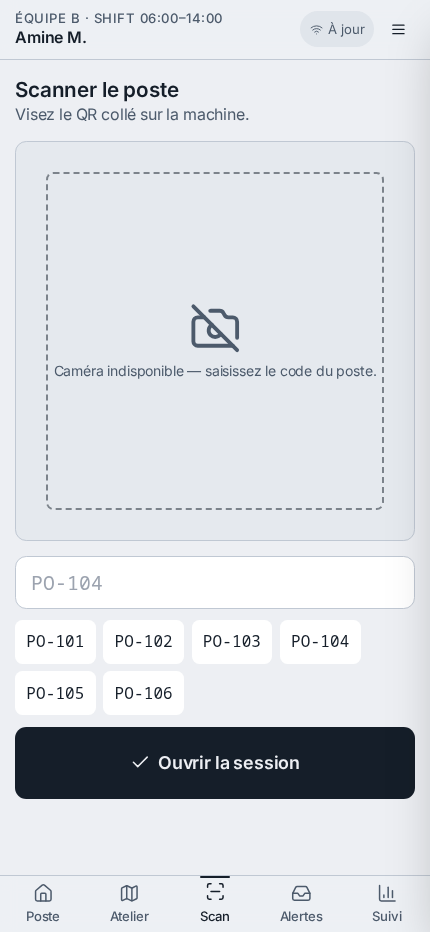 ÉQUIPE B · SHIFT 06:00–14:00
Amine M.
À jour
Scanner le poste
Visez le QR collé sur la machine.
Caméra indisponible — saisissez le code du poste.
PO-104
PO-101 PO-102 PO-103 PO-104
PO-105 PO-106
Ouvrir la session
Poste Atelier Scan Alertes Suivi